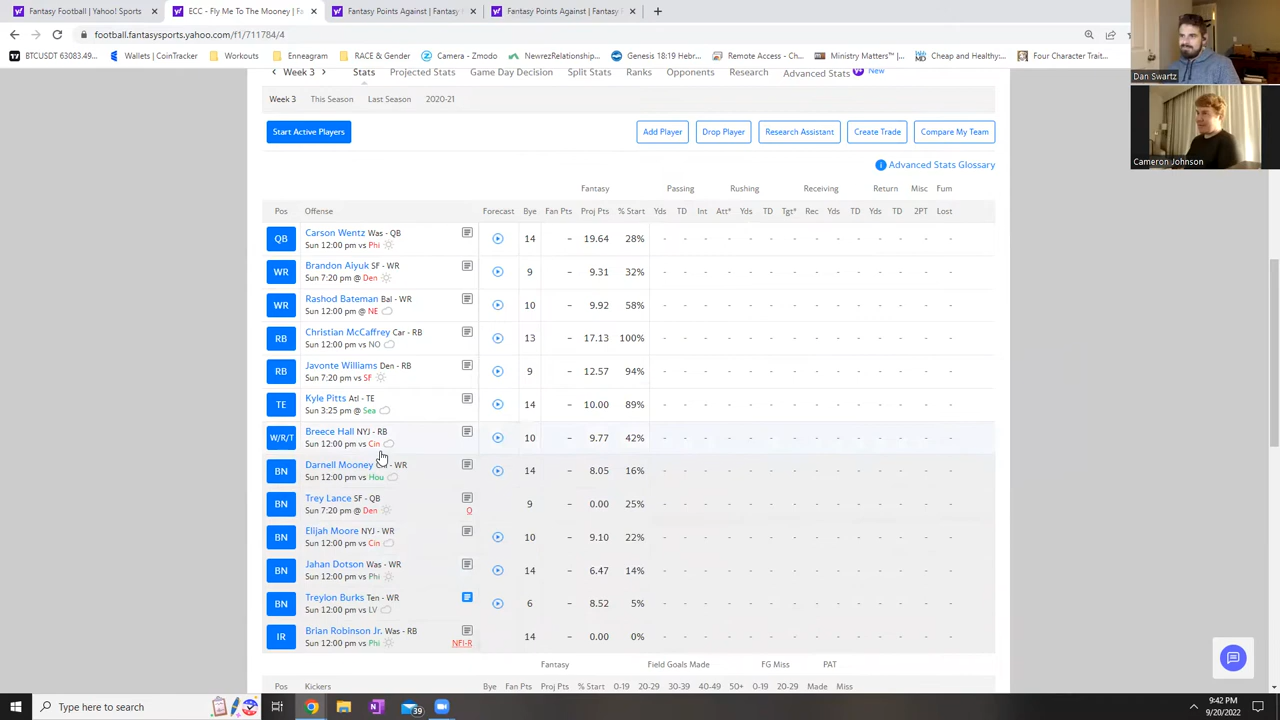 Fantasy Football | Yahoo! Sports
ECC - Fly Me To The Mooney | Fa
Fantasy Points Against | Fantasy
Fantasy Points Against | Fantasy A
football.fantasysports.yahoo.com/f1/711784/4
BTCUSDT 63083.49... Wallets | CoinTracker Workouts Enneagram RACE & Gender Camera - Zmodo NewrezRelationship... Genesis 18:19 Hebr... Remote Access - Ch... Ministry Matters™ |... Cheap and Healthy:... Four Character Trait...
Dan Swartz
Cameron Johnson
Week 3 Stats Projected Stats Game Day Decision Split Stats Ranks Opponents Research Advanced Stats New
Week 3 This Season Last Season 2020-21
Start Active Players Add Player Drop Player Research Assistant Create Trade Compare My Team
Advanced Stats Glossary
Fantasy Passing Rushing Receiving Return Misc Fum
Pos Offense Forecast Bye Fan Pts Proj Pts % Start Yds TD Int Att* Yds TD Tgt* Rec Yds TD Yds TD 2PT Lost
QB Carson Wentz Was - QB 14 – 19.64 28% - - - - - - - - - - - - - -
Sun 12:00 pm vs Phi
WR Brandon Aiyuk SF - WR 9 – 9.31 32% - - - - - - - - - - - - - -
Sun 7:20 pm @ Den
WR Rashod Bateman Bal - WR 10 – 9.92 58% - - - - - - - - - - - - - -
Sun 12:00 pm @ NE
RB Christian McCaffrey Car - RB 13 – 17.13 100% - - - - - - - - - - - - - -
Sun 12:00 pm vs NO
RB Javonte Williams Den - RB 9 – 12.57 94% - - - - - - - - - - - - - -
Sun 7:20 pm vs SF
TE Kyle Pitts Atl - TE 14 – 10.00 89% - - - - - - - - - - - - - -
Sun 3:25 pm @ Sea
W/R/T Breece Hall NYJ - RB 10 – 9.77 42% - - - - - - - - - - - - - -
Sun 12:00 pm vs Cin
BN Darnell Mooney - WR 14 – 8.05 16% - - - - - - - - - - - - - -
Sun 12:00 pm vs Hou
BN Trey Lance SF - QB 9 – 0.00 25% - - - - - - - - - - - - - -
Sun 7:20 pm @ Den O
BN Elijah Moore NYJ - WR 10 – 9.10 22% - - - - - - - - - - - - - -
Sun 12:00 pm vs Cin
BN Jahan Dotson Was - WR 14 – 6.47 14% - - - - - - - - - - - - - -
Sun 12:00 pm vs Phi
BN Treylon Burks Ten - WR 6 – 8.52 5% - - - - - - - - - - - - - -
Sun 12:00 pm vs LV
IR Brian Robinson Jr. Was - RB 14 – 0.00 0% - - - - - - - - - - - - - -
Sun 12:00 pm vs Phi NFI-R
Fantasy Field Goals Made FG Miss PAT
Pos Kickers Bye Fan Pts Proj Pts % Start 0-19 20-29 30-39 40-49 50+ 0-19 20-29 Made Miss
Type here to search
39
9:42 PM
9/20/2022